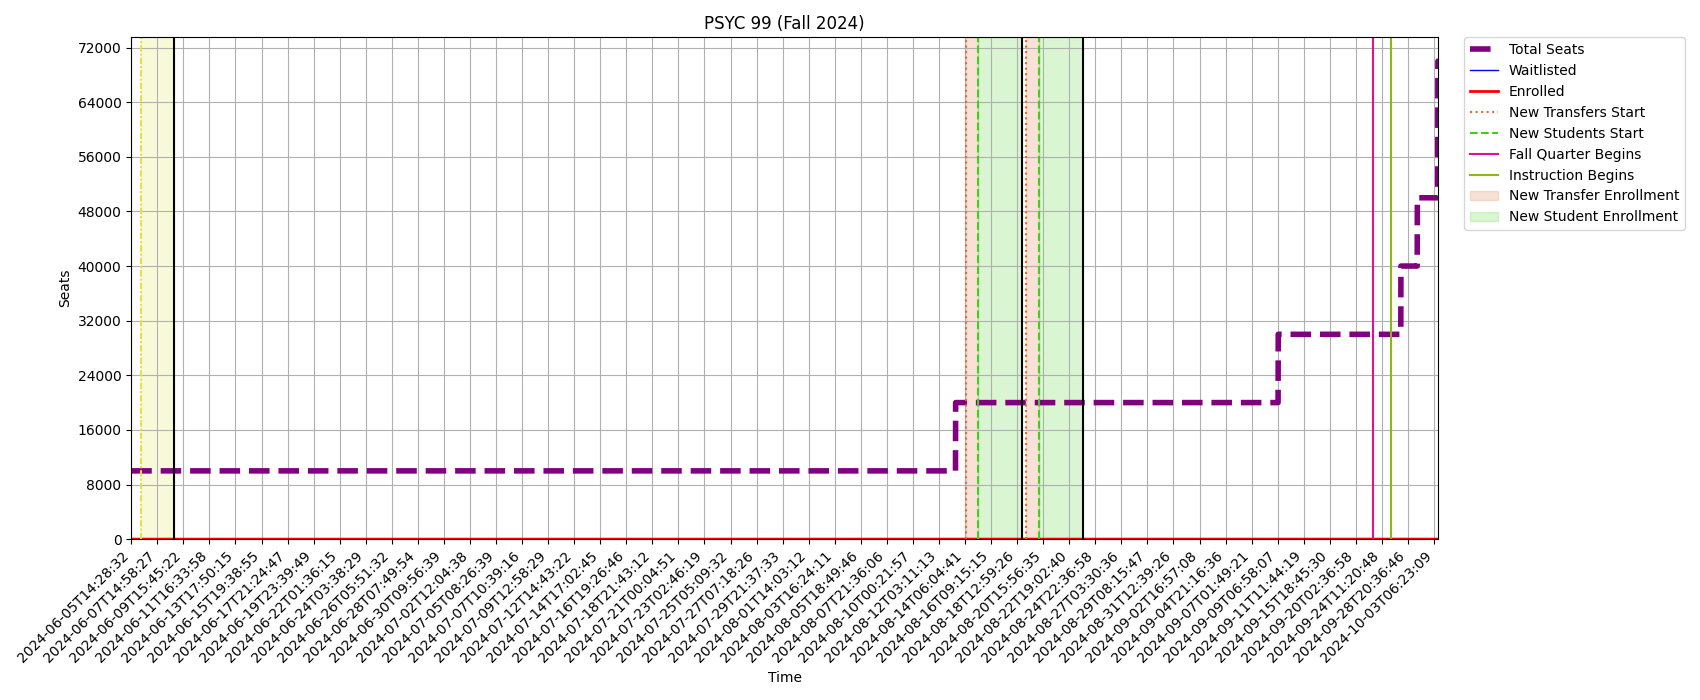 PSYC 99 (Fall 2024)
72000
64000
56000
48000
40000
32000
24000
16000
8000
0
Seats
2024-06-05T14:28:32
2024-06-07T14:58:27
2024-06-09T15:45:22
2024-06-11T16:33:58
2024-06-13T17:50:15
2024-06-15T19:38:55
2024-06-17T21:24:47
2024-06-19T23:39:49
2024-06-22T01:36:15
2024-06-24T03:38:29
2024-06-26T05:51:32
2024-06-28T07:49:54
2024-06-30T09:56:39
2024-07-02T12:04:38
2024-07-05T08:26:39
2024-07-07T10:39:16
2024-07-09T12:58:29
2024-07-12T14:43:22
2024-07-14T17:02:45
2024-07-16T19:26:46
2024-07-18T21:43:12
2024-07-21T00:04:51
2024-07-23T02:46:19
2024-07-25T05:09:32
2024-07-27T07:18:26
2024-07-29T21:37:33
2024-08-01T14:03:12
2024-08-03T16:24:11
2024-08-05T18:49:46
2024-08-07T21:36:06
2024-08-10T00:21:57
2024-08-12T03:11:13
2024-08-14T06:04:41
2024-08-16T09:15:15
2024-08-18T12:59:26
2024-08-20T15:56:35
2024-08-22T19:02:40
2024-08-24T22:36:58
2024-08-27T03:30:36
2024-08-29T08:15:47
2024-08-31T12:39:26
2024-09-02T16:57:08
2024-09-04T21:16:36
2024-09-07T01:49:21
2024-09-09T06:58:07
2024-09-11T11:44:19
2024-09-15T18:45:30
2024-09-20T02:36:58
2024-09-24T11:20:48
2024-09-28T20:36:46
2024-10-03T06:23:09
Time
Total Seats
Waitlisted
Enrolled
New Transfers Start
New Students Start
Fall Quarter Begins
Instruction Begins
New Transfer Enrollment
New Student Enrollment